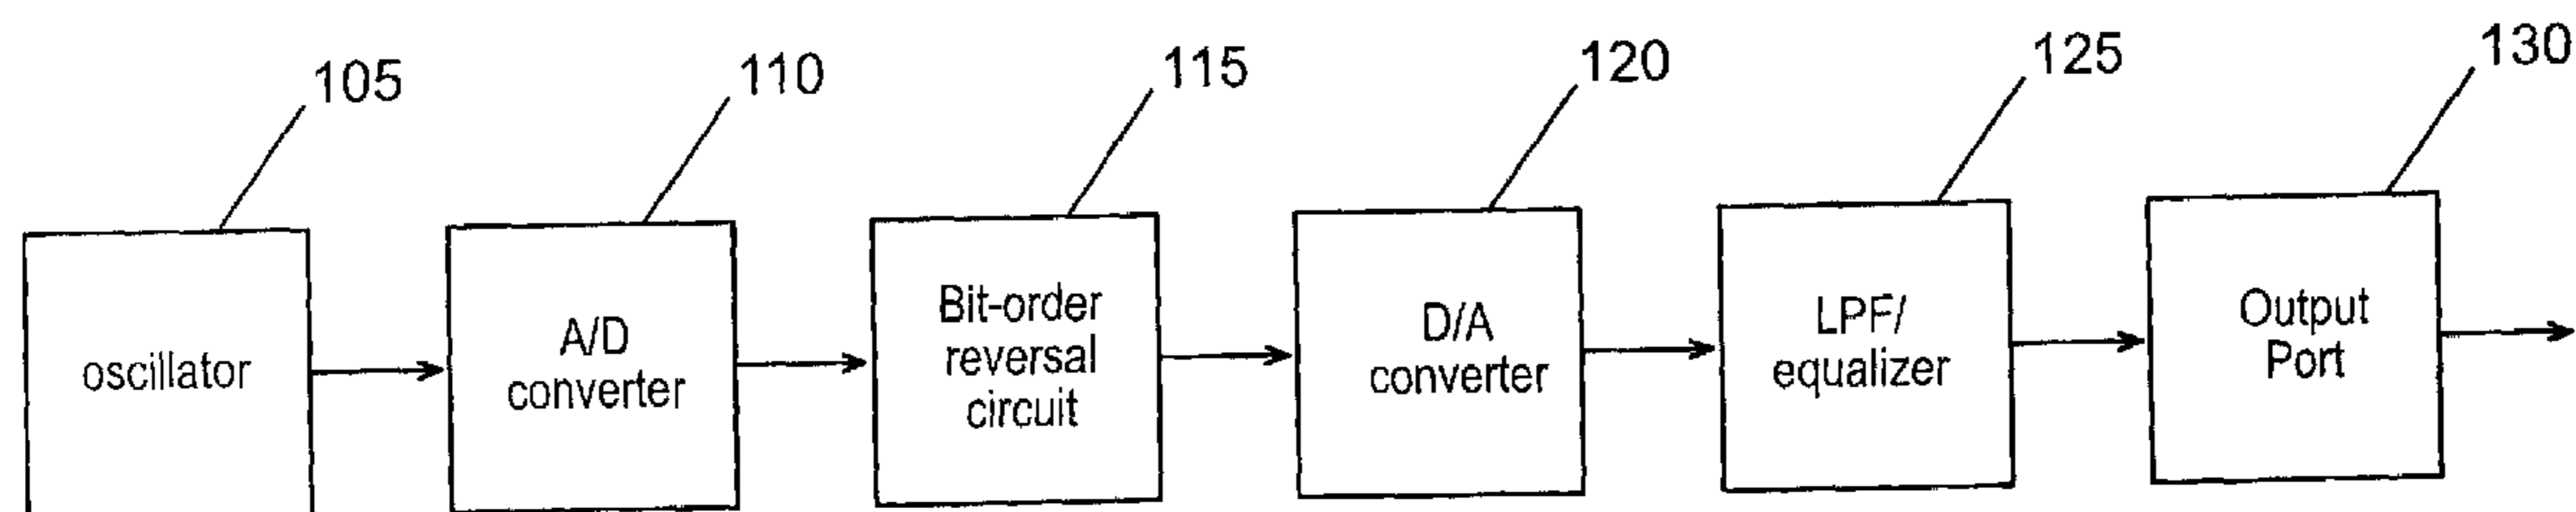 105
110
115
120
125
130
oscillator
A/D
converter
Bit-order
reversal
circuit
D/A
converter
LPF/
equalizer
Output
Port